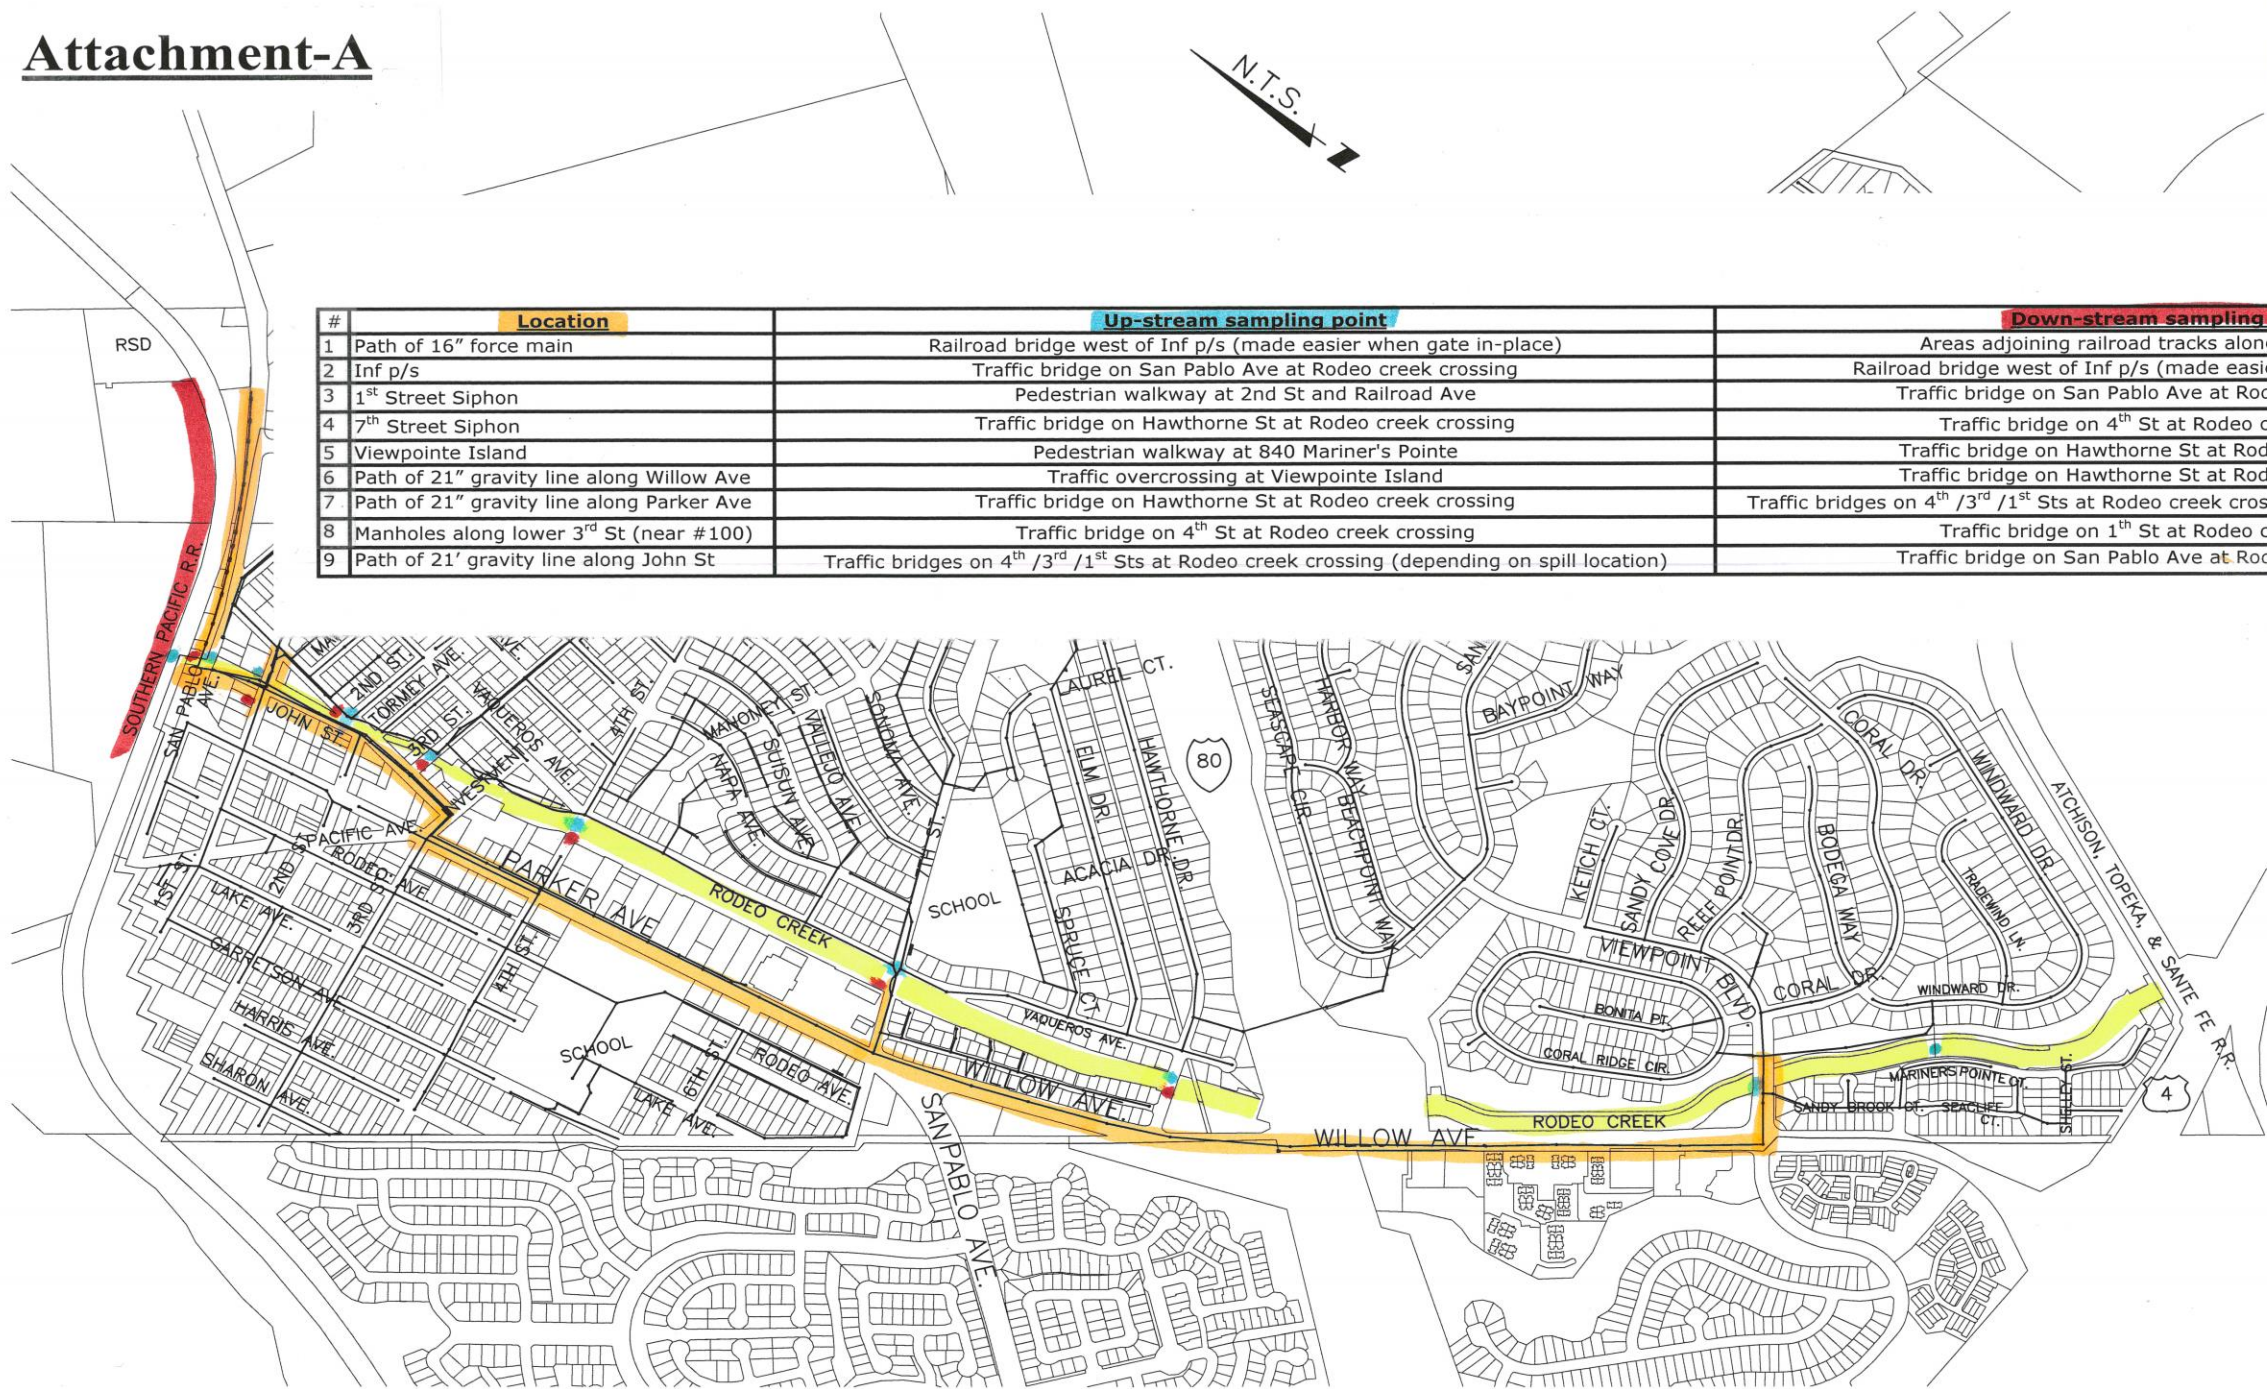 Attachment-A
N.T.S.
# Location Up-stream sampling point Down-stream sampling
1 Path of 16” force main Railroad bridge west of Inf p/s (made easier when gate in-place) Areas adjoining railroad tracks
2 Inf p/s Traffic bridge on San Pablo Ave at Rodeo creek crossing Railroad bridge west of Inf p/s (made
3 1st Street Siphon Pedestrian walkway at 2nd St and Railroad Ave Traffic bridge on San Pablo Ave at
4 7th Street Siphon Traffic bridge on Hawthorne St at Rodeo creek crossing Traffic bridge on 4th St at Rodeo
5 Viewpointe Island Pedestrian walkway at 840 Mariner's Pointe Traffic bridge on Hawthorne St at
6 Path of 21” gravity line along Willow Ave Traffic overcrossing at Viewpointe Island Traffic bridge on Hawthorne St at
7 Path of 21” gravity line along Parker Ave Traffic bridge on Hawthorne St at Rodeo creek crossing Traffic bridges on 4th /3rd /1st Sts at Rodeo creek
8 Manholes along lower 3rd St (near #100) Traffic bridge on 4th St at Rodeo creek crossing Traffic bridge on 1th St at Rodeo
9 Path of 21’ gravity line along John St Traffic bridges on 4th /3rd /1st Sts at Rodeo creek crossing (depending on spill location) Traffic bridge on San Pablo Ave at
RSD
SOUTHERN PACIFIC R.R.
SAN PABLO
AVE.
JOHN ST.
2ND ST.
TORMEY AVE.
3RD ST.
VAQUEROS AVE.
4TH ST.
MAHONEY ST.
NAPA AVE.
SUISUN AVE.
VALLEJO AVE.
SONOMA AVE.
7TH ST.
SCHOOL
LAUREL CT.
ELM DR.
HAWTHORNE DR.
ACACIA DR.
SPRUCE CT.
80
SEASCAPE CIR.
HARBOR WAY
BEACHPOINT WAY
BAYPOINT WAY
KETCH CT.
SANDY COVE DR.
REEF POINT DR.
BODEGA WAY
CORAL DR.
WINDWARD DR.
TRADEWIND LN.
ATCHISON, TOPEKA, & SANTE FE R.R.
VIEWPOINT BLVD.
CORAL DR.
WINDWARD DR.
BONITA PT.
CORAL RIDGE CIR.
MARINERS POINTE CT.
SANDY BROOK CT.
SEACLIFF
CT.
SHELLEY ST.
4
RODEO CREEK
WILLOW AVE.
PACIFIC AVE.
RODEO AVE.
PARKER AVE.
RODEO CREEK
1ST ST.
2ND ST.
3RD ST.
4TH ST.
LAKE AVE.
GARRETSON AVE.
HARRIS AVE.
SHARON AVE.
SCHOOL
6TH ST.
RODEO AVE.
LAKE AVE.
VAQUEROS AVE.
WILLOW AVE.
SAN PABLO AVE.